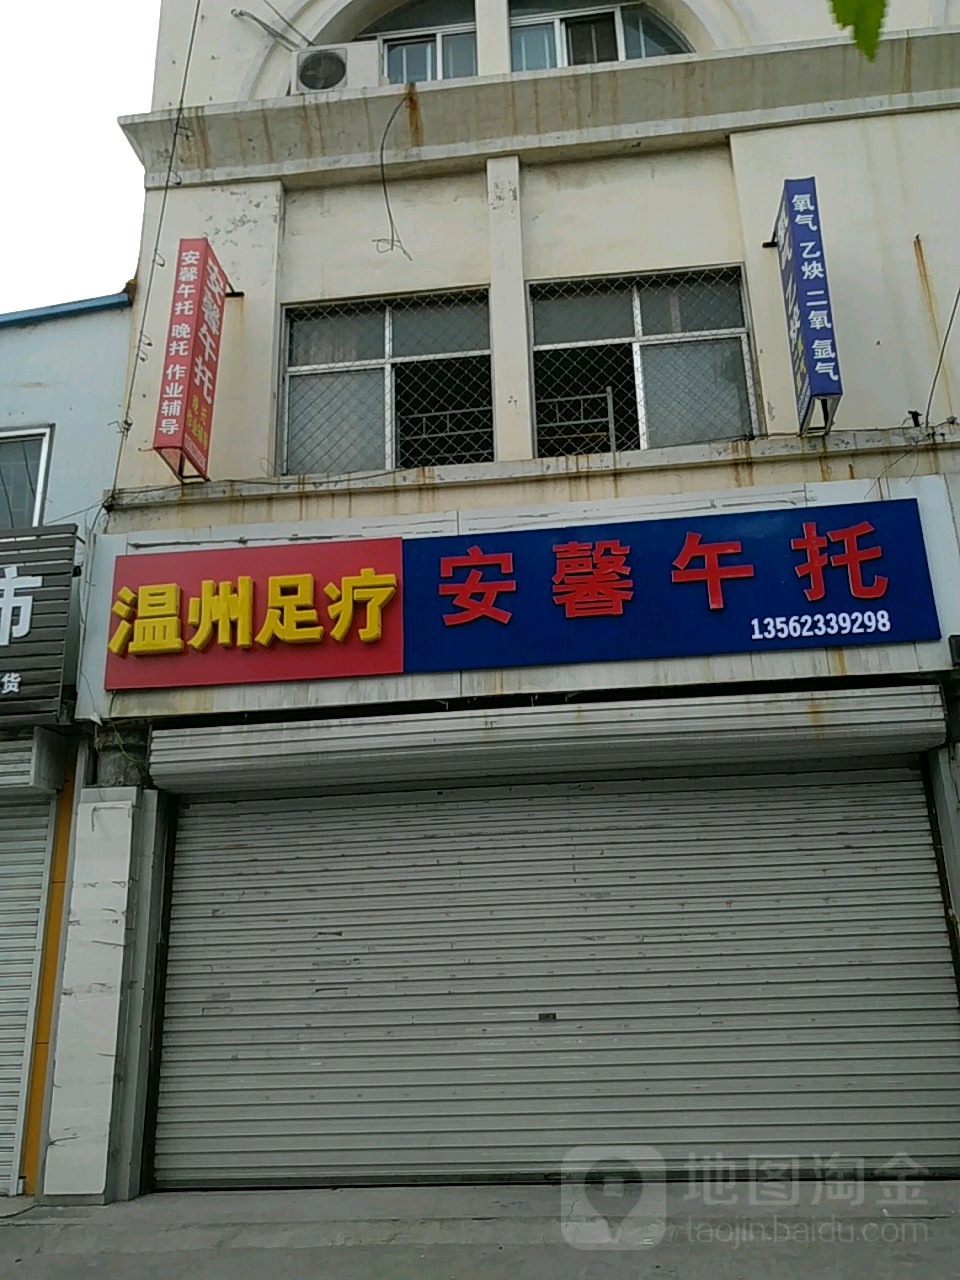 氧气 乙炔 二氧 氩气
安馨午托 晚托 作业辅导
安馨午托
温州足疗
安馨午托
13562339298
货
地图淘金
taojin.baidu.com